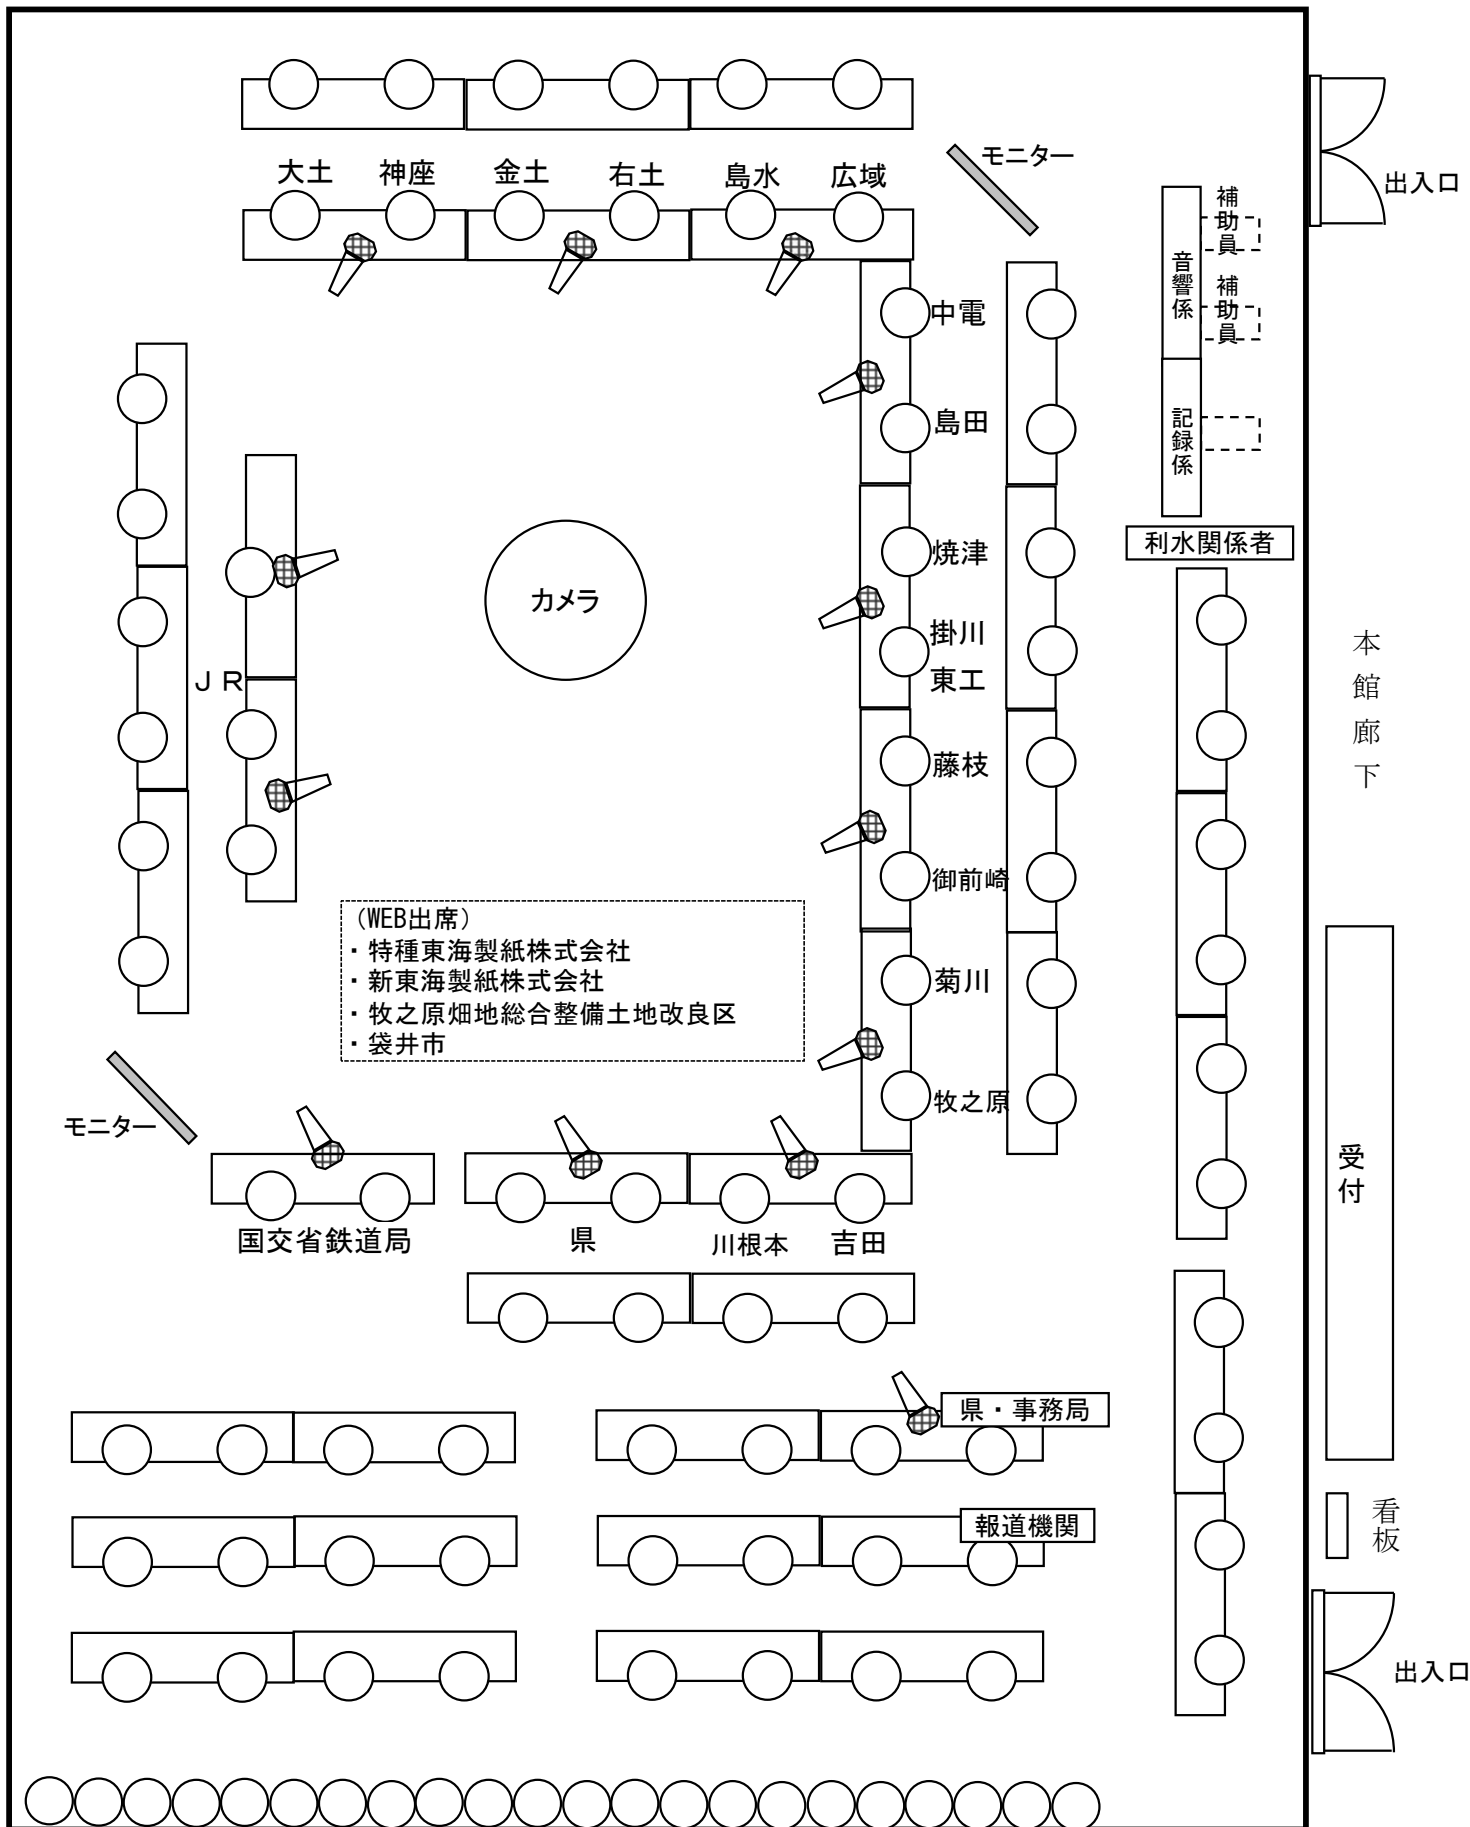 大土 神座 金土 右土 島水 広域
モニター
出入口
補助員
音響係
補助員
中電
島田
記録係
利水関係者
焼津
カメラ
掛川
東工
ＪＲ
本館廊下
藤枝
御前崎
（WEB出席）
・特種東海製紙株式会社
・新東海製紙株式会社
・牧之原畑地総合整備土地改良区
・袋井市
菊川
牧之原
モニター
受付
国交省鉄道局 県 川根本 吉田
県・事務局
報道機関
看板
出入口